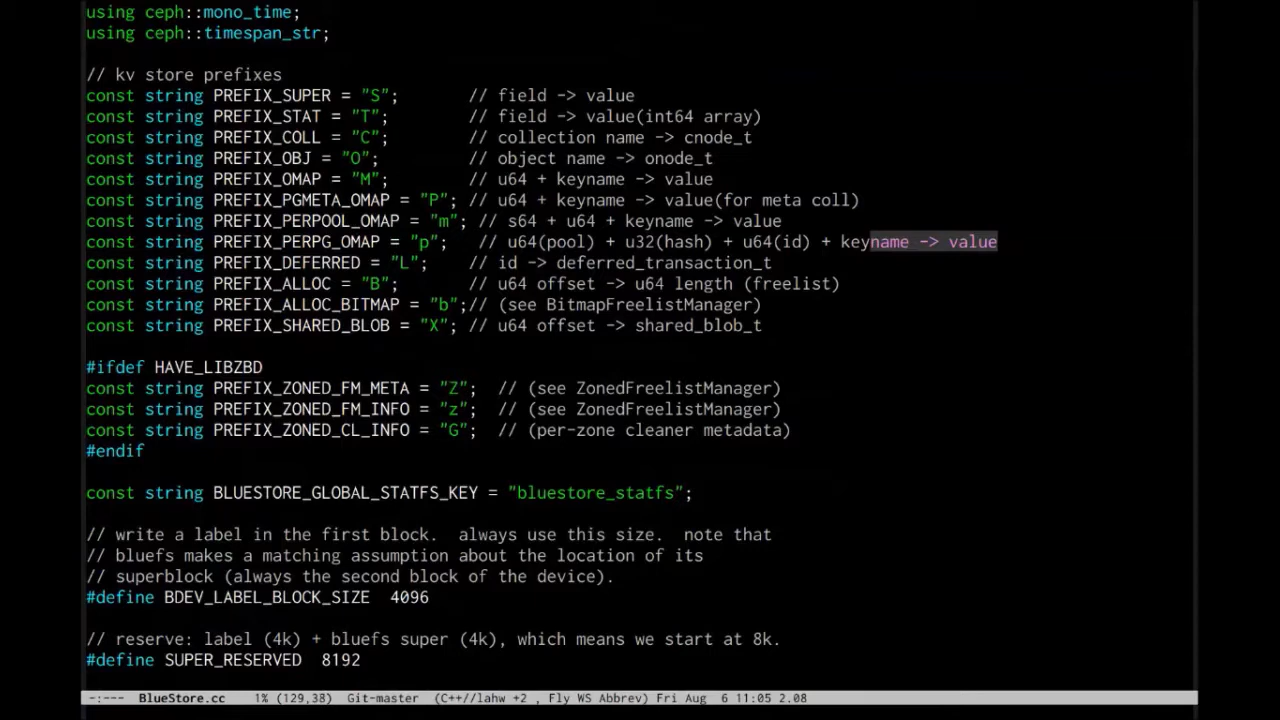 using ceph::mono_time;
using ceph::timespan_str;
// kv store prefixes
const string PREFIX_SUPER = "S";       // field -> value
const string PREFIX_STAT = "T";        // field -> value(int64 array)
const string PREFIX_COLL = "C";        // collection name -> cnode_t
const string PREFIX_OBJ = "O";         // object name -> onode_t
const string PREFIX_OMAP = "M";        // u64 + keyname -> value
const string PREFIX_PGMETA_OMAP = "P"; // u64 + keyname -> value(for meta coll)
const string PREFIX_PERPOOL_OMAP = "m"; // s64 + u64 + keyname -> value
const string PREFIX_PERPG_OMAP = "p";   // u64(pool) + u32(hash) + u64(id) + keyname -> value
const string PREFIX_DEFERRED = "L";    // id -> deferred_transaction_t
const string PREFIX_ALLOC = "B";       // u64 offset -> u64 length (freelist)
const string PREFIX_ALLOC_BITMAP = "b";// (see BitmapFreelistManager)
const string PREFIX_SHARED_BLOB = "X"; // u64 offset -> shared_blob_t
#ifdef HAVE_LIBZBD
const string PREFIX_ZONED_FM_META = "Z";  // (see ZonedFreelistManager)
const string PREFIX_ZONED_FM_INFO = "z";  // (see ZonedFreelistManager)
const string PREFIX_ZONED_CL_INFO = "G";  // (per-zone cleaner metadata)
#endif
const string BLUESTORE_GLOBAL_STATFS_KEY = "bluestore_statfs";
// write a label in the first block.  always use this size.  note that
// bluefs makes a matching assumption about the location of its
// superblock (always the second block of the device).
#define BDEV_LABEL_BLOCK_SIZE  4096
// reserve: label (4k) + bluefs super (4k), which means we start at 8k.
#define SUPER_RESERVED  8192
-:---  BlueStore.cc   1% (129,38)  Git-master  (C++//lahw +2 , Fly WS Abbrev) Fri Aug  6 11:05 2.08